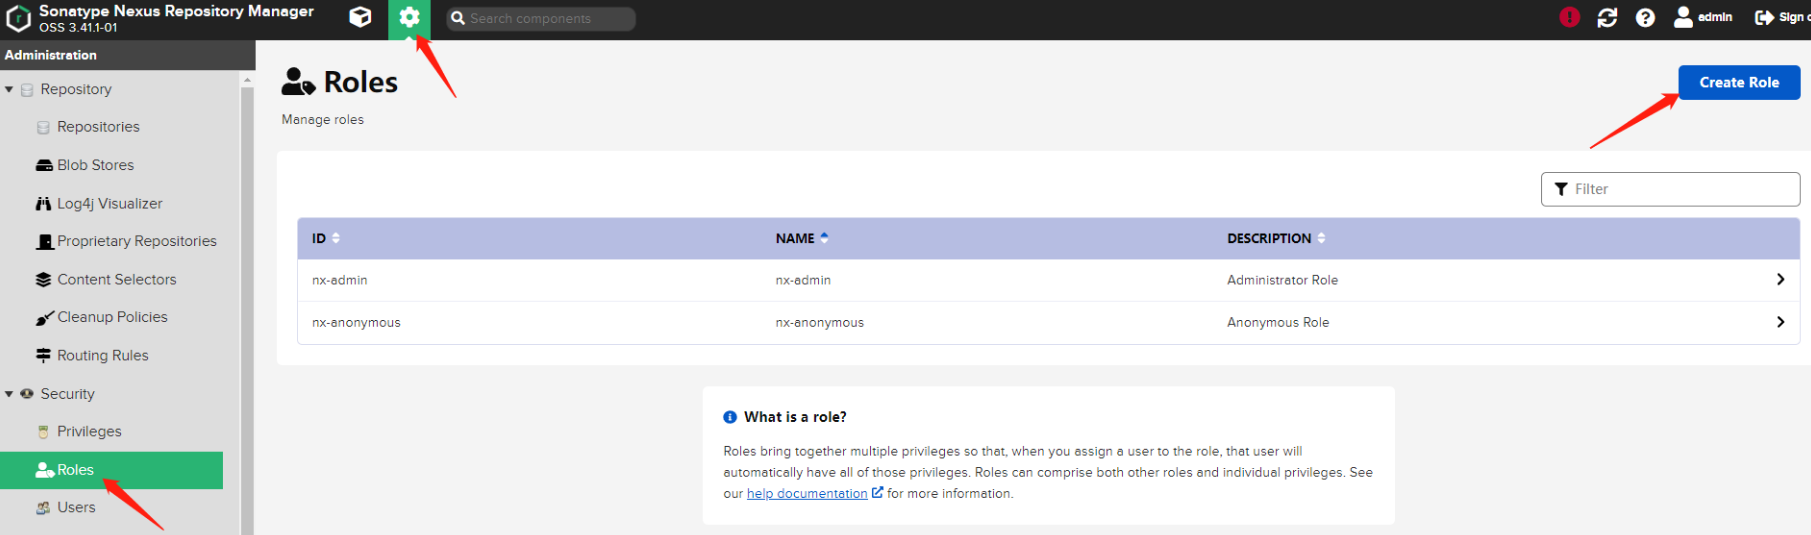 Sonatype Nexus Repository Manager
OSS 3.41.1-01
Search components
admin
Sign
Administration
Repository
Repositories
Blob Stores
Log4j Visualizer
Proprietary Repositories
Content Selectors
Cleanup Policies
Routing Rules
Security
Privileges
Roles
Users
Roles
Create Role
Manage roles
Filter
ID NAME DESCRIPTION
nx-admin nx-admin Administrator Role
nx-anonymous nx-anonymous Anonymous Role
What is a role?
Roles bring together multiple privileges so that, when you assign a user to the role, that user will
automatically have all of those privileges. Roles can comprise both other roles and individual privileges. See
our help documentation for more information.